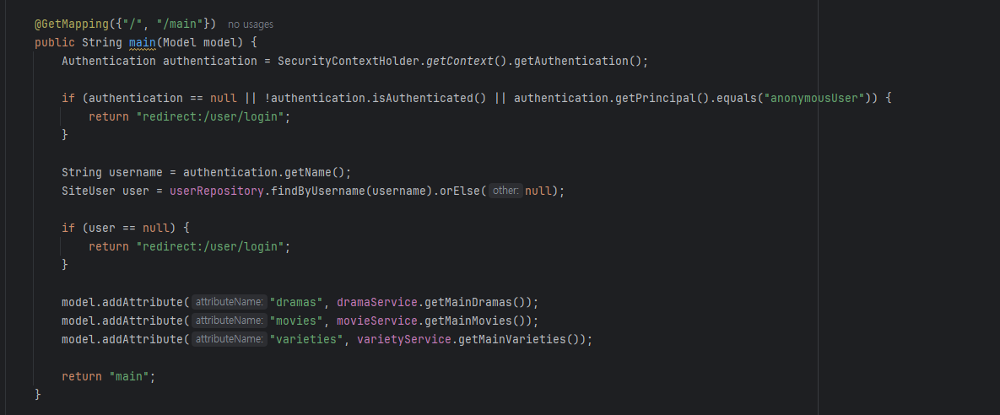 @GetMapping({"/", "/main"}) no usages
public String main(Model model) {
Authentication authentication = SecurityContextHolder.getContext().getAuthentication();
if (authentication == null || !authentication.isAuthenticated() || authentication.getPrincipal().equals("anonymousUser")) {
return "redirect:/user/login";
}
String username = authentication.getName();
SiteUser user = userRepository.findByUsername(username).orElse( other: null);
if (user == null) {
return "redirect:/user/login";
}
model.addAttribute( attributeName: "dramas", dramaService.getMainDramas());
model.addAttribute( attributeName: "movies", movieService.getMainMovies());
model.addAttribute( attributeName: "varieties", varietyService.getMainVarieties());
return "main";
}